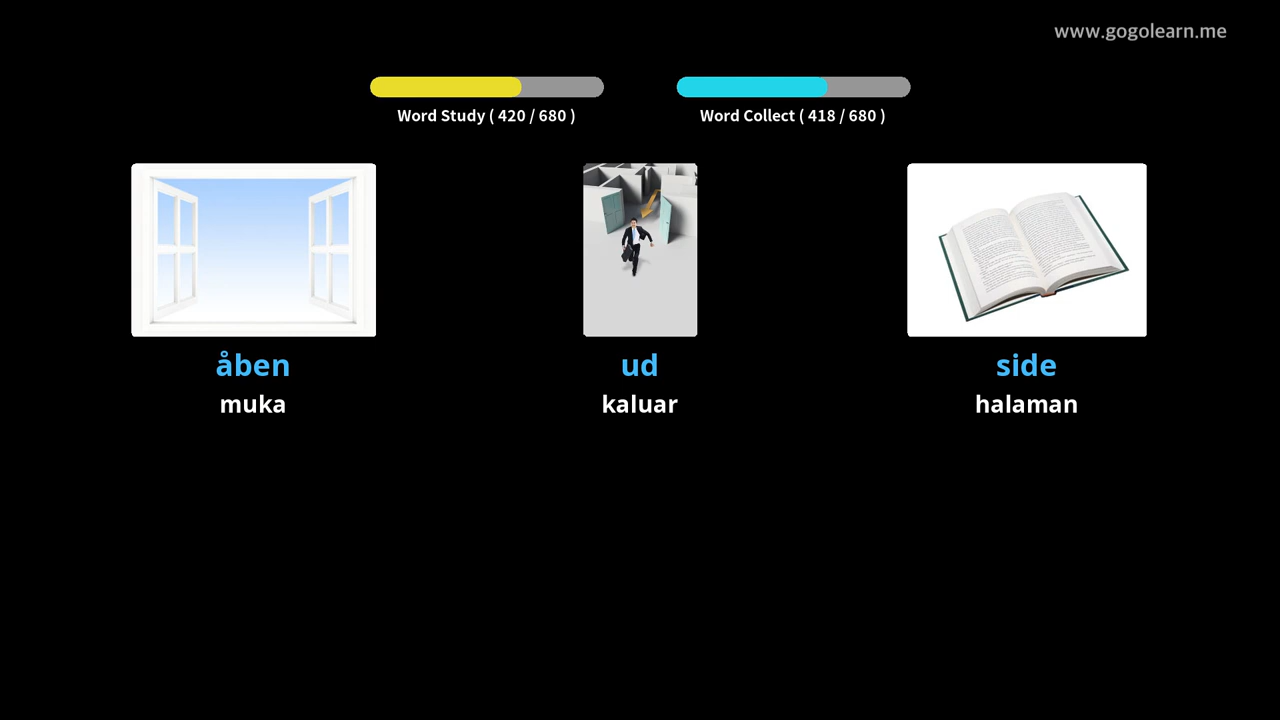 www.gogolearn.me
Word Study ( 420 / 680 )
Word Collect ( 418 / 680 )
åben
ud
side
muka
kaluar
halaman